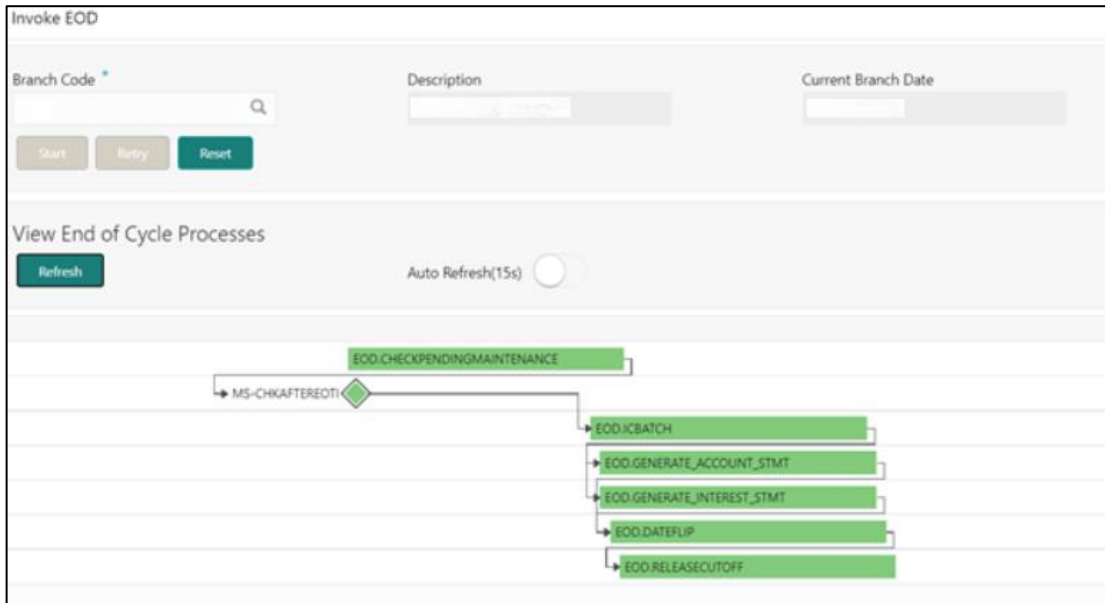 Invoke EOD
Branch Code * Description Current Branch Date
Start Retry Reset
View End of Cycle Processes
Refresh Auto Refresh(15s)
EOD.CHECKPENDINGMAINTENANCE
MS-CHKAFTEREOTI
EOD.ICBATCH
EOD.GENERATE_ACCOUNT_STMT
EOD.GENERATE_INTEREST_STMT
EOD.DATEFLIP
EOD.RELEASECUTOFF